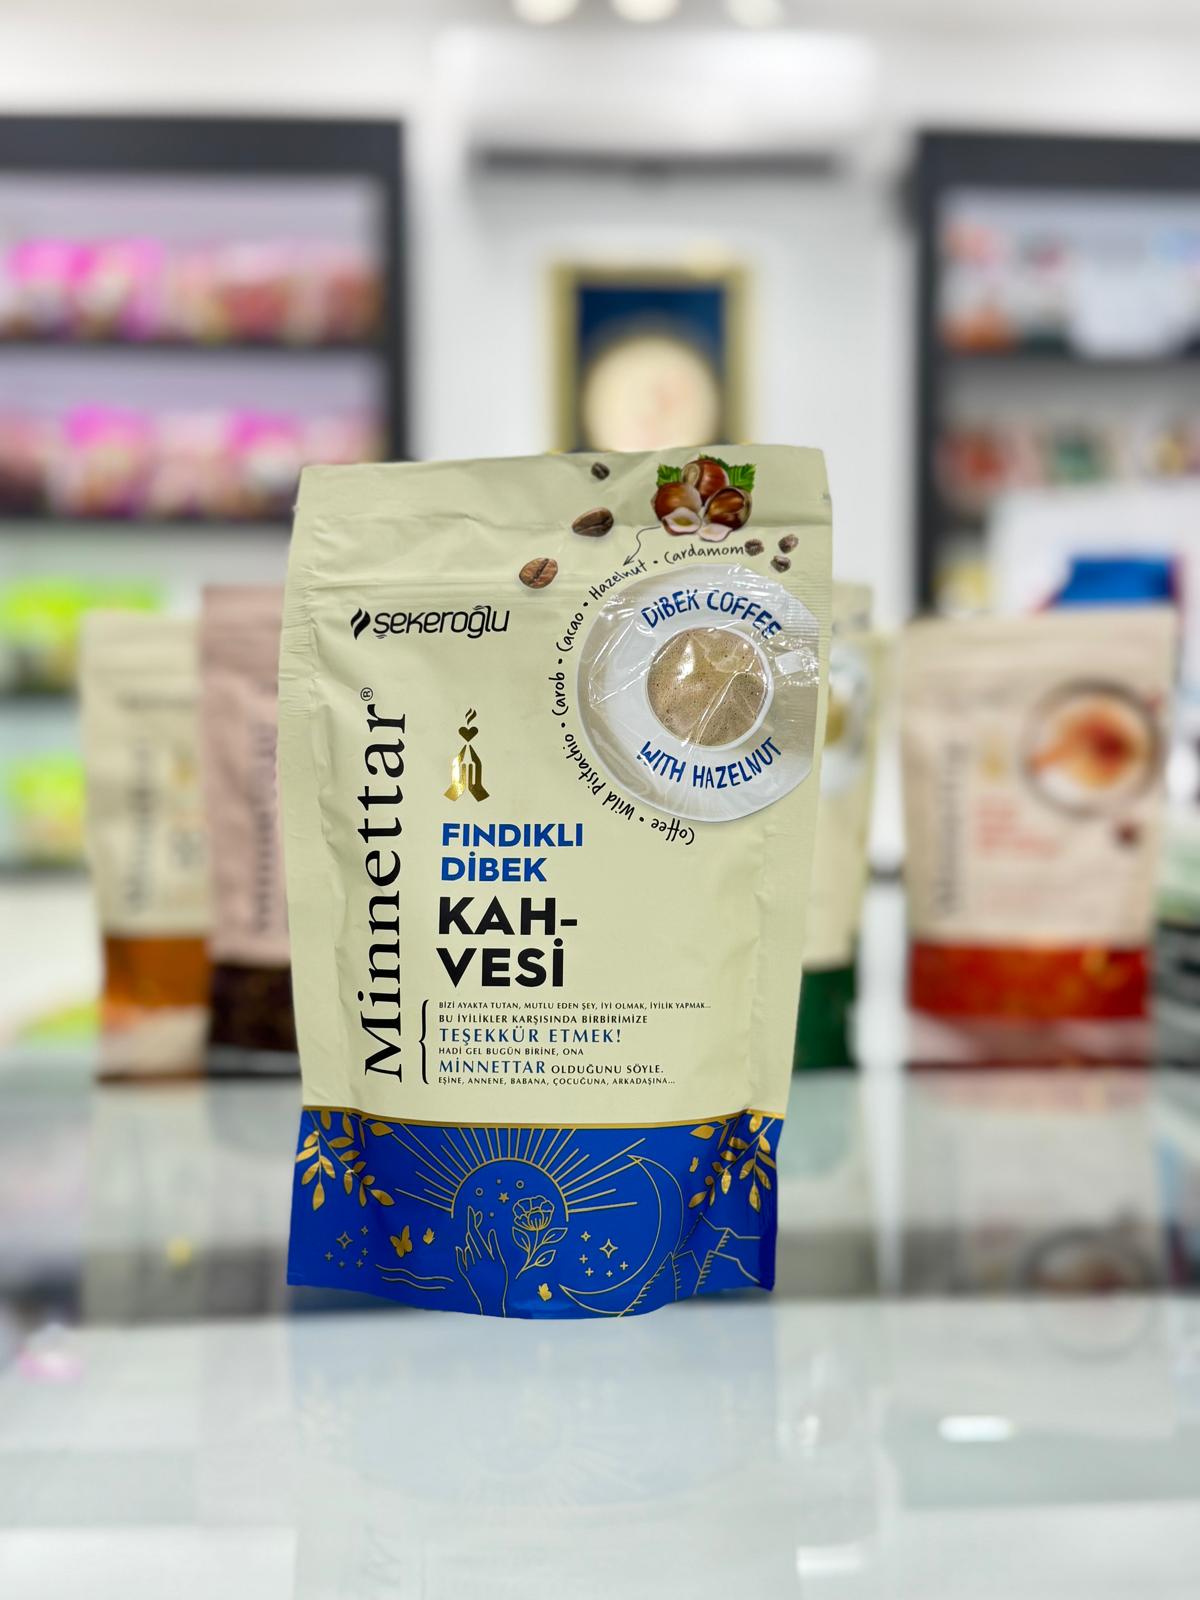 şekeroğlu
Minnettar®
Coffee • Wild Pistachio • Carob • Cacao • Hazelnut • Cardamom
DİBEK COFFEE
WITH HAZELNUT
FINDIKLI
DİBEK
KAH-
VESİ
BİZİ AYAKTA TUTAN, MUTLU EDEN ŞEY, İYİ OLMAK, İYİLİK YAPMAK...
BU İYİLİKLER KARŞISINDA BİRBİRİMİZE
TEŞEKKÜR ETMEK!
HADİ GEL BUGÜN BİRİNE, ONA
MİNNETTAR OLDUĞUNU SÖYLE.
EŞİNE, ANNENE, BABANA, ÇOCUĞUNA, ARKADAŞINA...